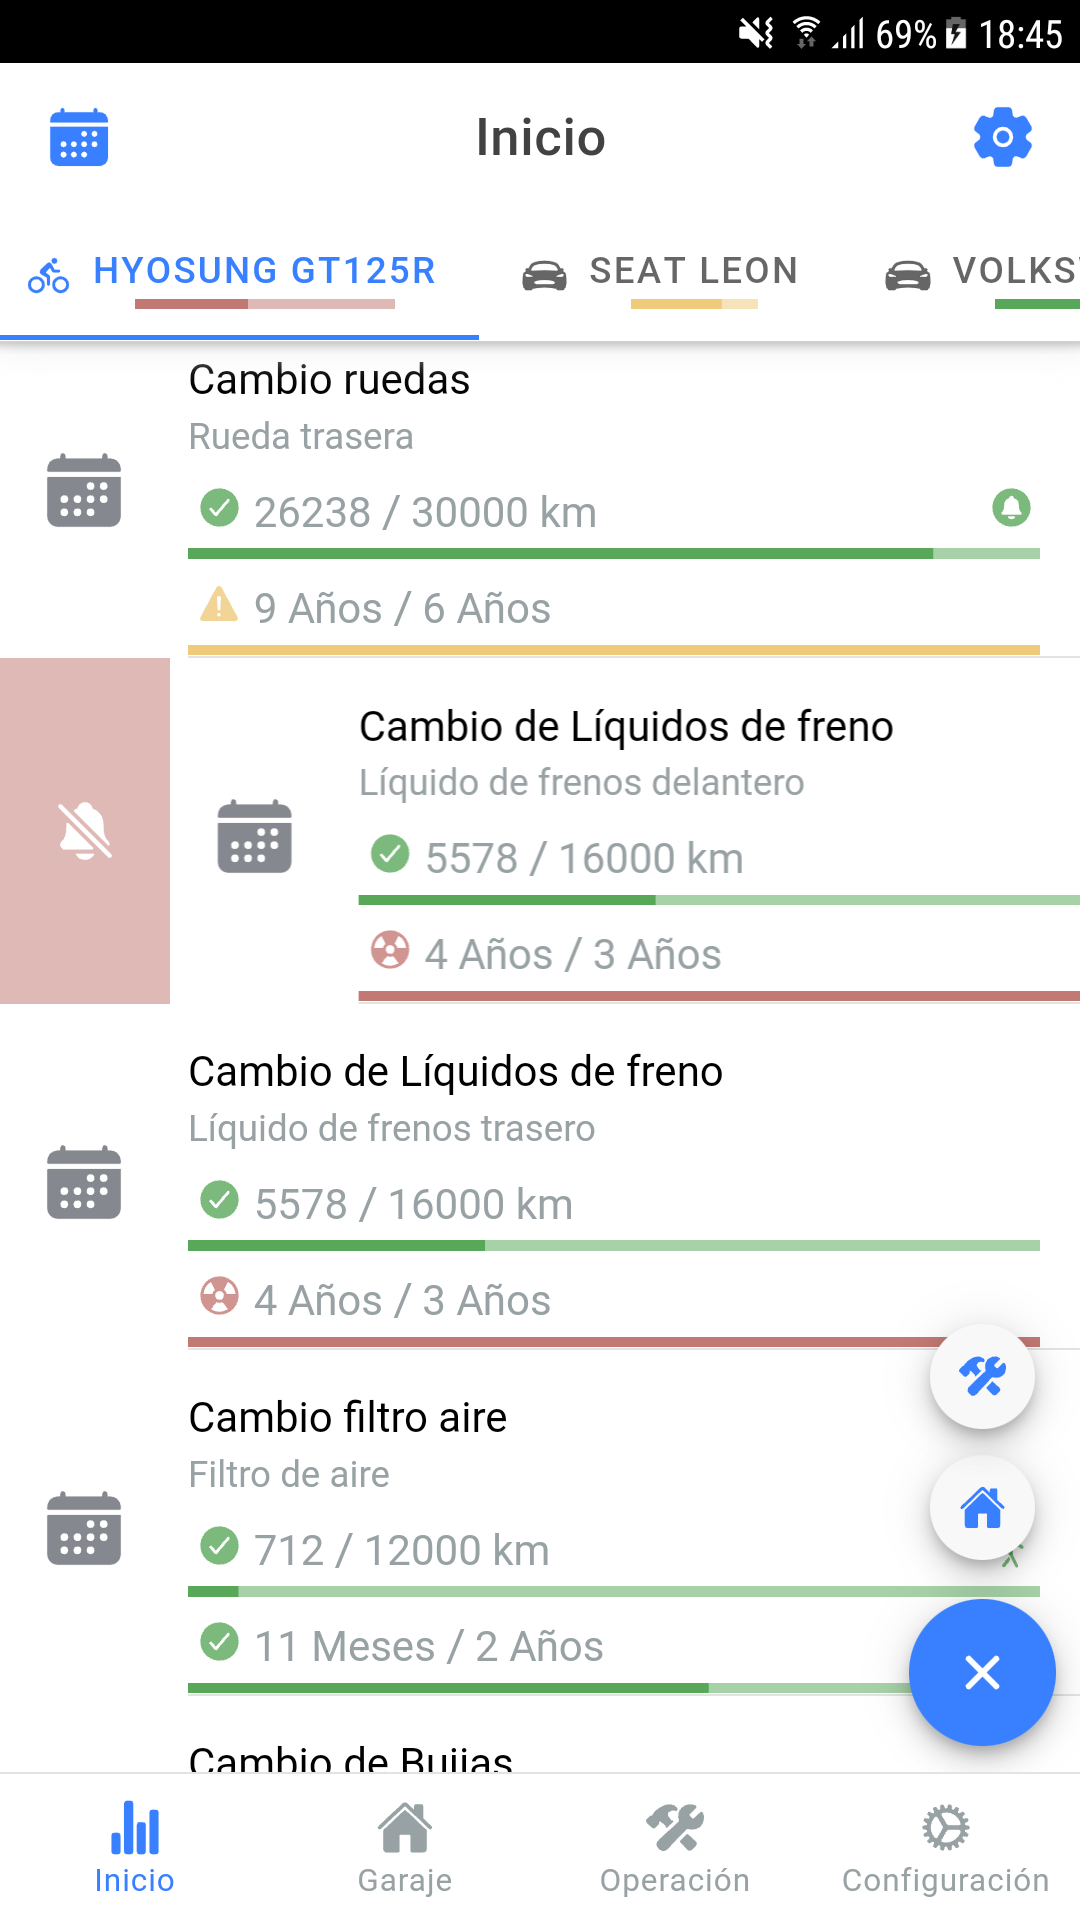 69% 18:45
Inicio
HYOSUNG GT125R SEAT LEON VOLKS
Cambio ruedas
Rueda trasera
26238 / 30000 km
9 Años / 6 Años
Cambio de Líquidos de freno
Líquido de frenos delantero
5578 / 16000 km
4 Años / 3 Años
Cambio de Líquidos de freno
Líquido de frenos trasero
5578 / 16000 km
4 Años / 3 Años
Cambio filtro aire
Filtro de aire
712 / 12000 km
11 Meses / 2 Años
Cambio de Bujias
Inicio Garaje Operación Configuración